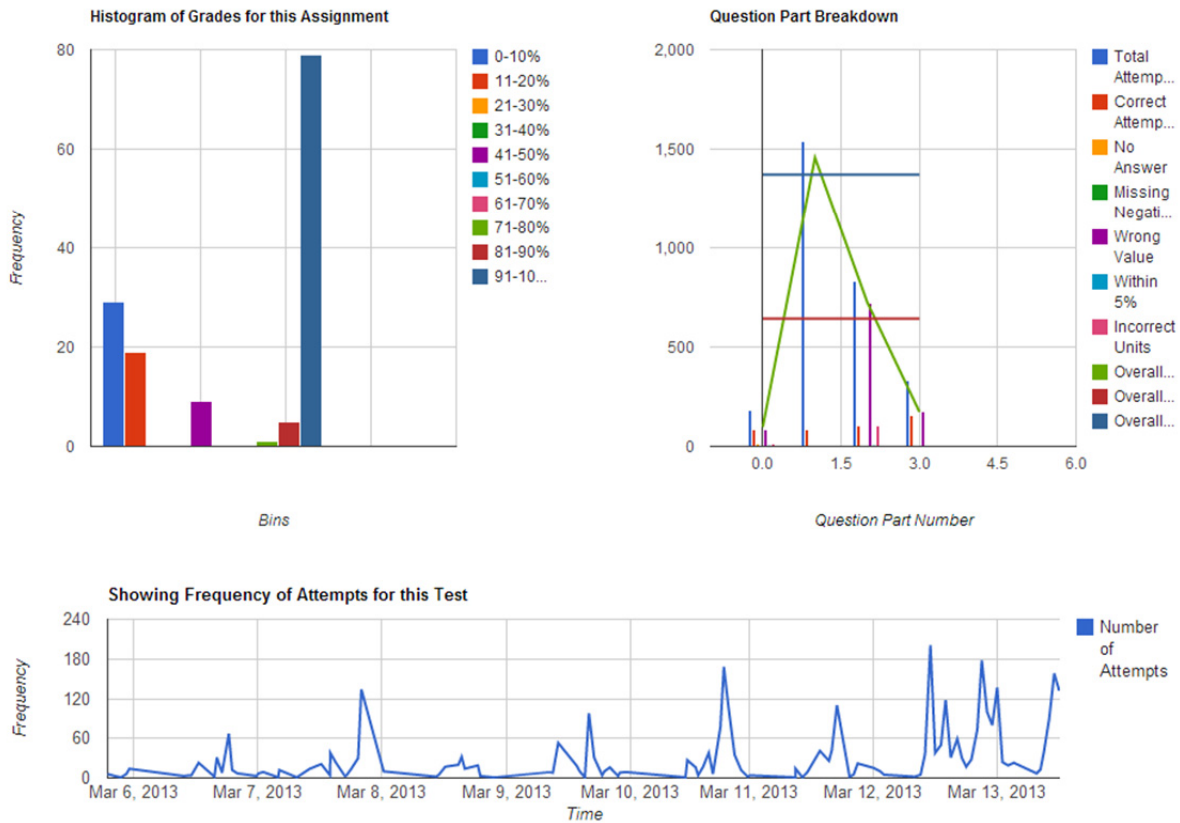 Histogram of Grades for this Assignment
80
60
40
20
0
Frequency
Bins
0-10%
11-20%
21-30%
31-40%
41-50%
51-60%
61-70%
71-80%
81-90%
91-10...
Question Part Breakdown
2,000
1,500
1,000
500
0
0.0 1.5 3.0 4.5 6.0
Question Part Number
Total
Attemp...
Correct
Attemp...
No
Answer
Missing
Negati...
Wrong
Value
Within
5%
Incorrect
Units
Overall...
Overall...
Overall...
Showing Frequency of Attempts for this Test
240
180
120
60
0
Frequency
Mar 6, 2013 Mar 7, 2013 Mar 8, 2013 Mar 9, 2013 Mar 10, 2013 Mar 11, 2013 Mar 12, 2013 Mar 13, 2013
Time
Number
of
Attempts